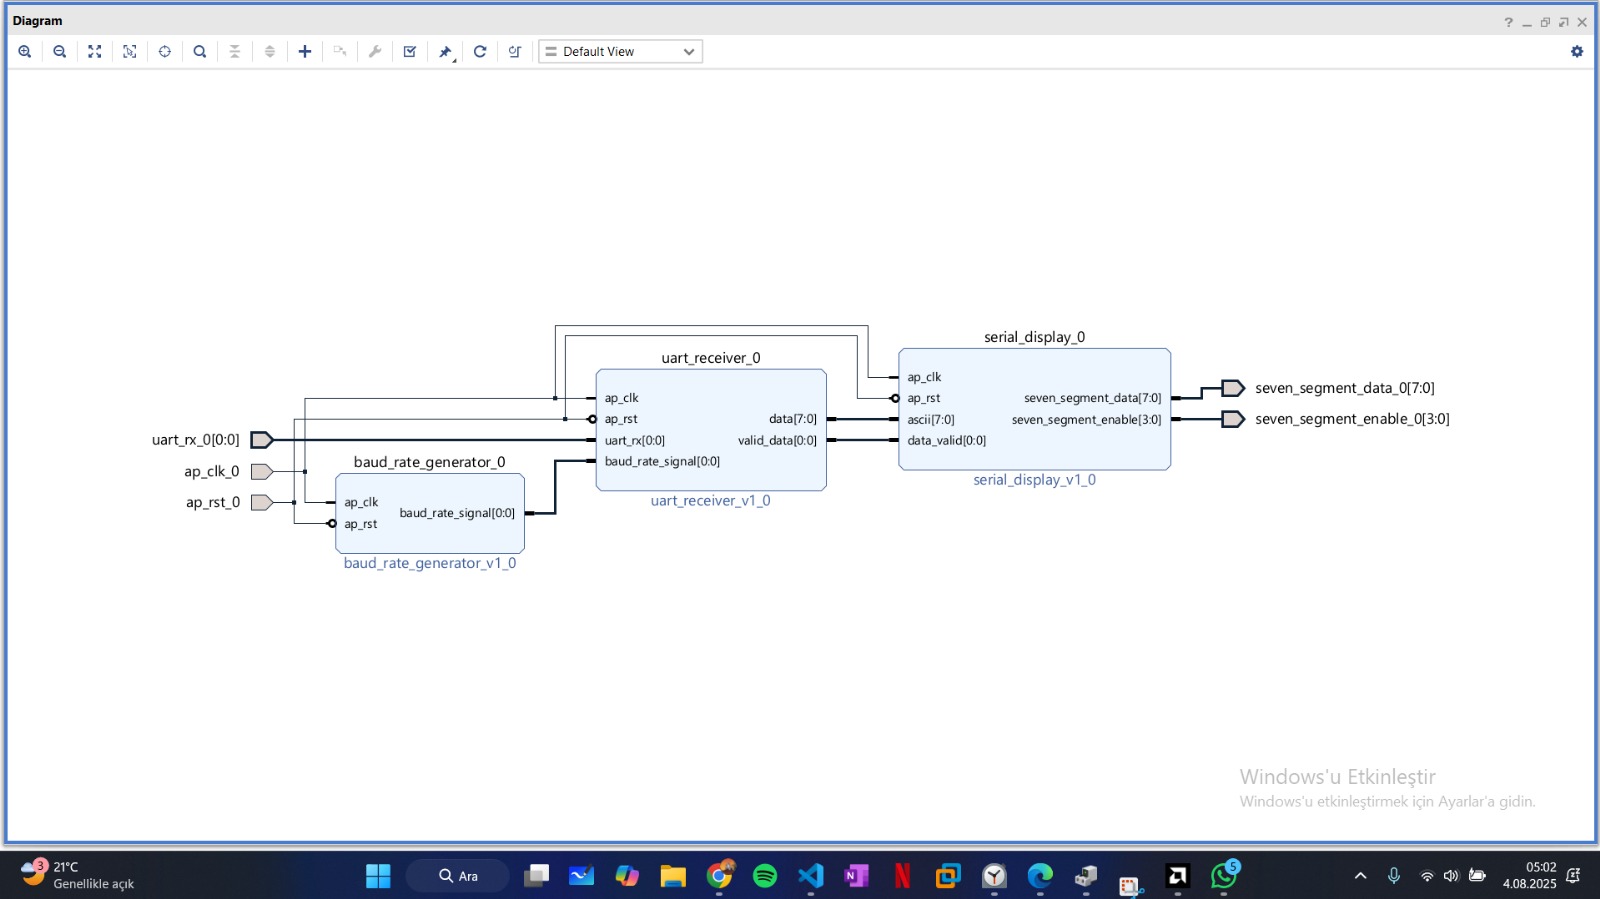 Diagram
Default View
serial_display_0
uart_receiver_0
ap_clk
ap_rst
seven_segment_data[7:0]
seven_segment_data_0[7:0]
ap_clk
ap_rst
data[7:0]
ascii[7:0]
seven_segment_enable[3:0]
seven_segment_enable_0[3:0]
uart_rx_0[0:0]
uart_rx[0:0]
valid_data[0:0]
data_valid[0:0]
baud_rate_generator_0
baud_rate_signal[0:0]
ap_clk_0
serial_display_v1_0
ap_rst_0
ap_clk
baud_rate_signal[0:0]
uart_receiver_v1_0
ap_rst
baud_rate_generator_v1_0
Windows'u Etkinleştir
Windows'u etkinleştirmek için Ayarlar'a gidin.
3
21°C
Genellikle açık
Ara
N
N
5
05:02
4.08.2025